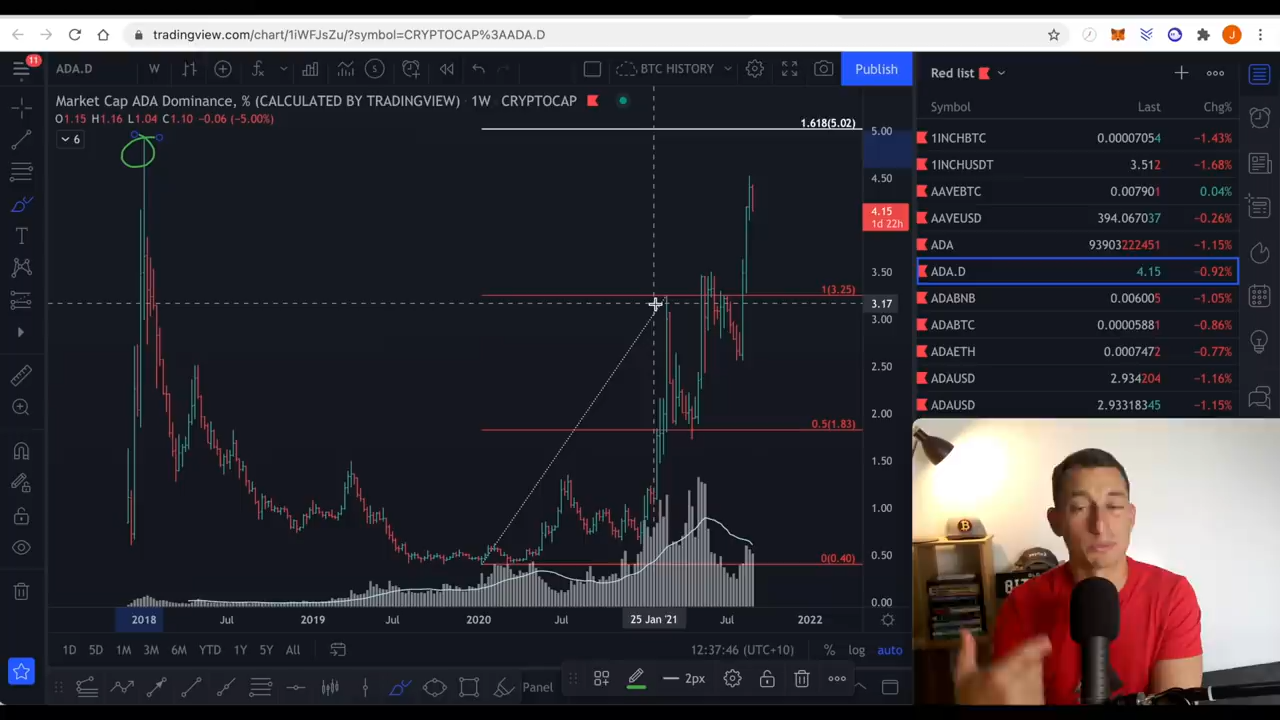 tradingview.com/chart/1iWFJsZu/?symbol=CRYPTOCAP%3AADA.D
J
11
ADA.D
W
BTC HISTORY
Publish
Red list
Market Cap ADA Dominance, % (CALCULATED BY TRADINGVIEW) 1W CRYPTOCAP
O1.15 H1.16 L1.04 C1.10 −0.06 (−5.00%)
6
Symbol Last Chg%
1INCHBTC 0.00007054 −1.43%
1INCHUSDT 3.512 −1.68%
AAVEBTC 0.007901 0.04%
AAVEUSD 394.067037 −0.26%
ADA 93903222451 −1.15%
ADA.D 4.15 −0.92%
ADABNB 0.006005 −1.05%
ADABTC 0.00005881 −0.86%
ADAETH 0.0007472 −0.77%
ADAUSD 2.934204 −1.16%
ADAUSD 2.93318345 −1.15%
1.618(5.02)
1(3.25)
0.5(1.83)
0(0.40)
5.00
4.50
4.15
1d 22h
3.50
3.17
3.00
2.50
2.00
1.50
1.00
0.50
0.00
2018 Jul 2019 Jul 2020 Jul 25 Jan '21 Jul 2022
1D 5D 1M 3M 6M YTD 1Y 5Y All
12:37:46 (UTC+10) % log auto
Panel
2px